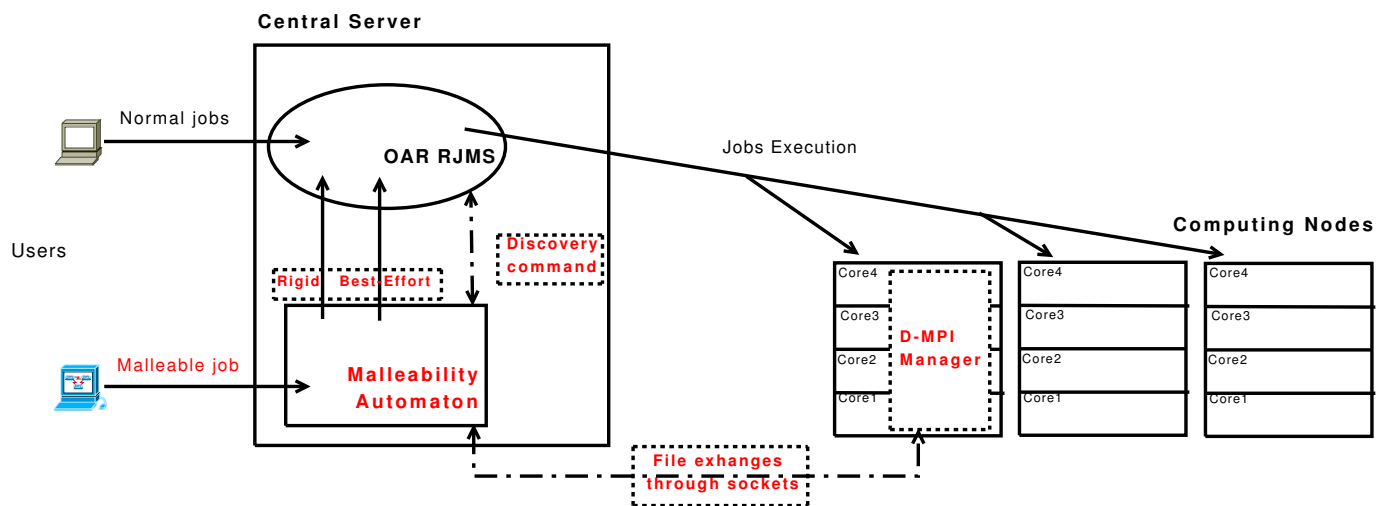 Central Server
Normal jobs
OAR RJMS
Jobs Execution
Users
Computing Nodes
Discovery
command
Rigid Best-Effort
Core4
Core4
Core4
Core3
Core3
Core3
D-MPI
Manager
Core2
Core2
Core2
Core1
Core1
Core1
Malleable job
Malleability
Automaton
File exhanges
through sockets